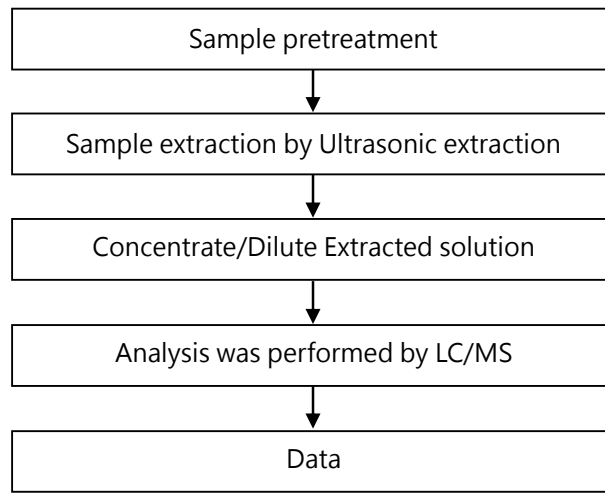 Sample pretreatment
Sample extraction by Ultrasonic extraction
Concentrate/Dilute Extracted solution
Analysis was performed by LC/MS
Data